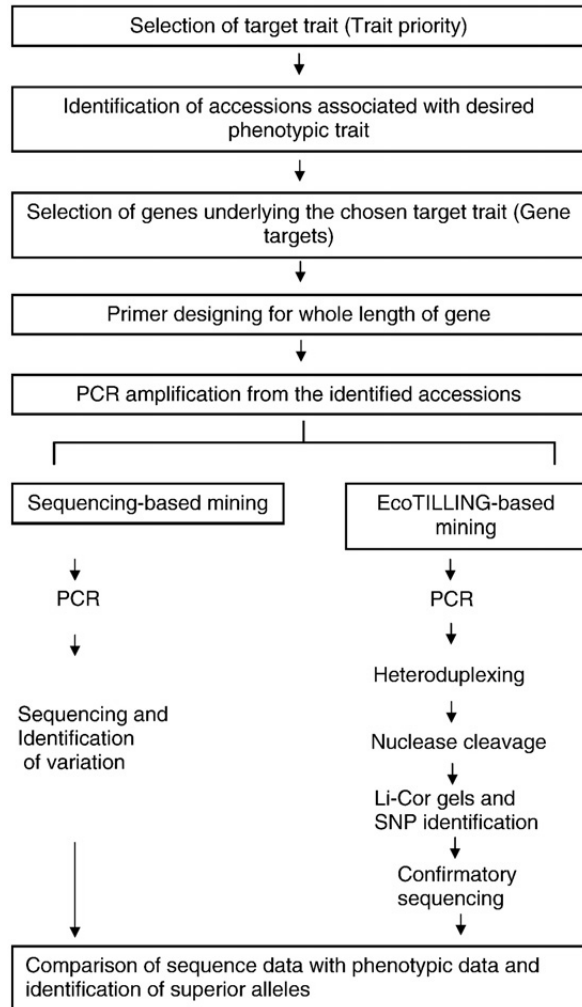 Selection of target trait (Trait priority)
Identification of accessions associated with desired
phenotypic trait
Selection of genes underlying the chosen target trait (Gene
targets)
Primer designing for whole length of gene
PCR amplification from the identified accessions
Sequencing-based mining
PCR
Sequencing and
Identification
of variation
EcoTILLING-based
mining
PCR
Heteroduplexing
Nuclease cleavage
Li-Cor gels and
SNP identification
Confirmatory
sequencing
Comparison of sequence data with phenotypic data and
identification of superior alleles